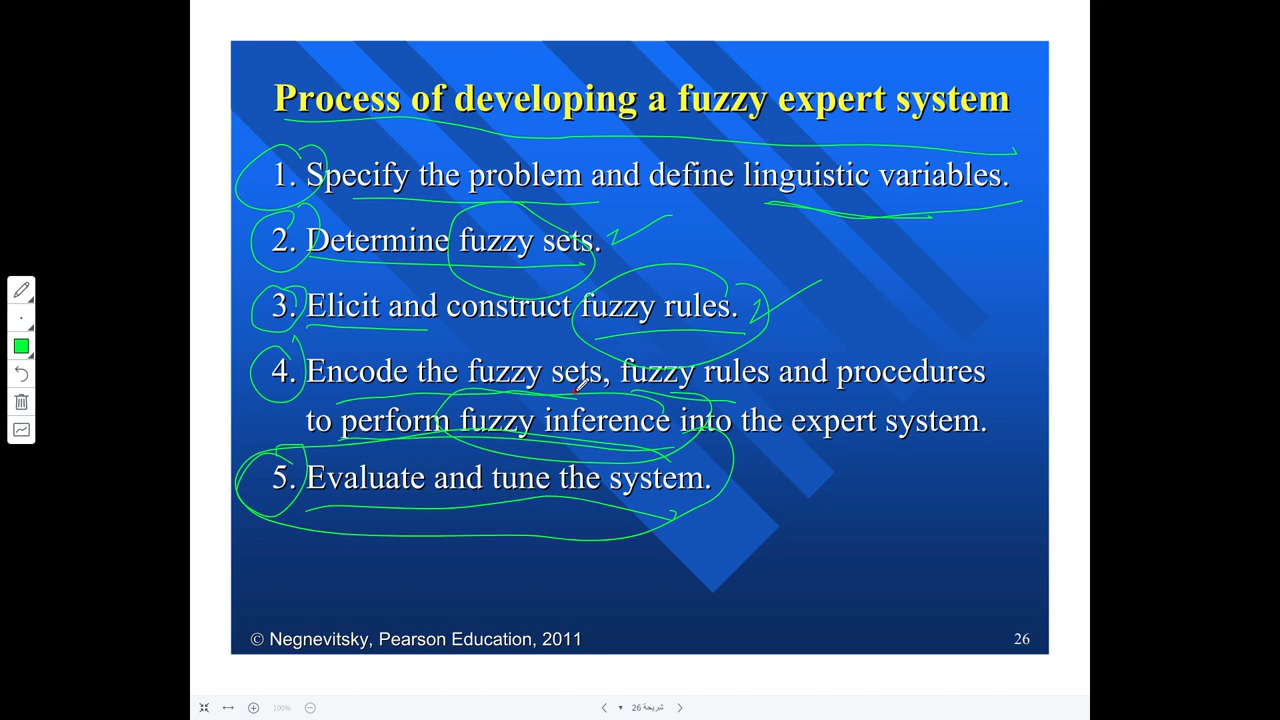 Process of developing a fuzzy expert system
1. Specify the problem and define linguistic variables.
2. Determine fuzzy sets.
3. Elicit and construct fuzzy rules.
4. Encode the fuzzy sets, fuzzy rules and procedures
to perform fuzzy inference into the expert system.
5. Evaluate and tune the system.
© Negnevitsky, Pearson Education, 2011
26
100%
شريحة 26